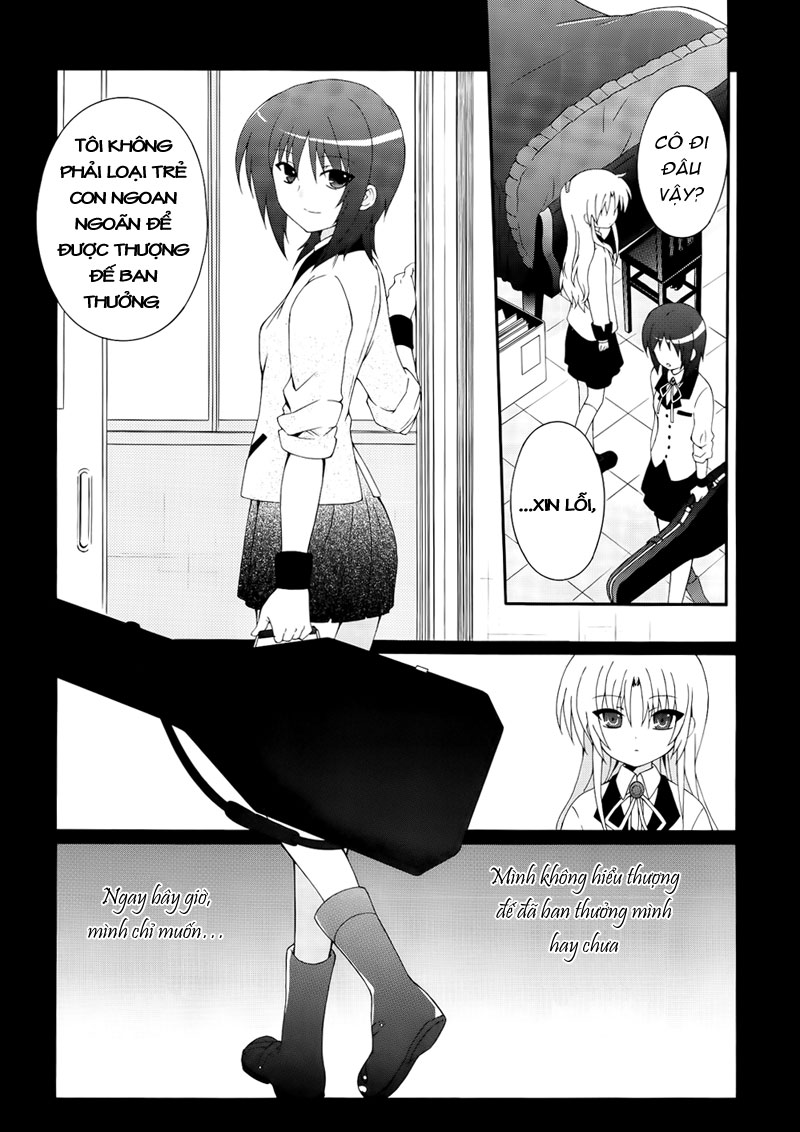 CÔ ĐI
ĐÂU
VẬY?
...XIN LỖI,
TÔI KHÔNG
PHẢI LOẠI TRẺ
CON NGOAN
NGOÃN ĐỂ
ĐƯỢC THƯỢNG
ĐẾ BAN
THƯỞNG.
Mình không hiểu thượng
đế đã ban thưởng mình
hay chưa
Ngay bây giờ,
mình chỉ muốn...